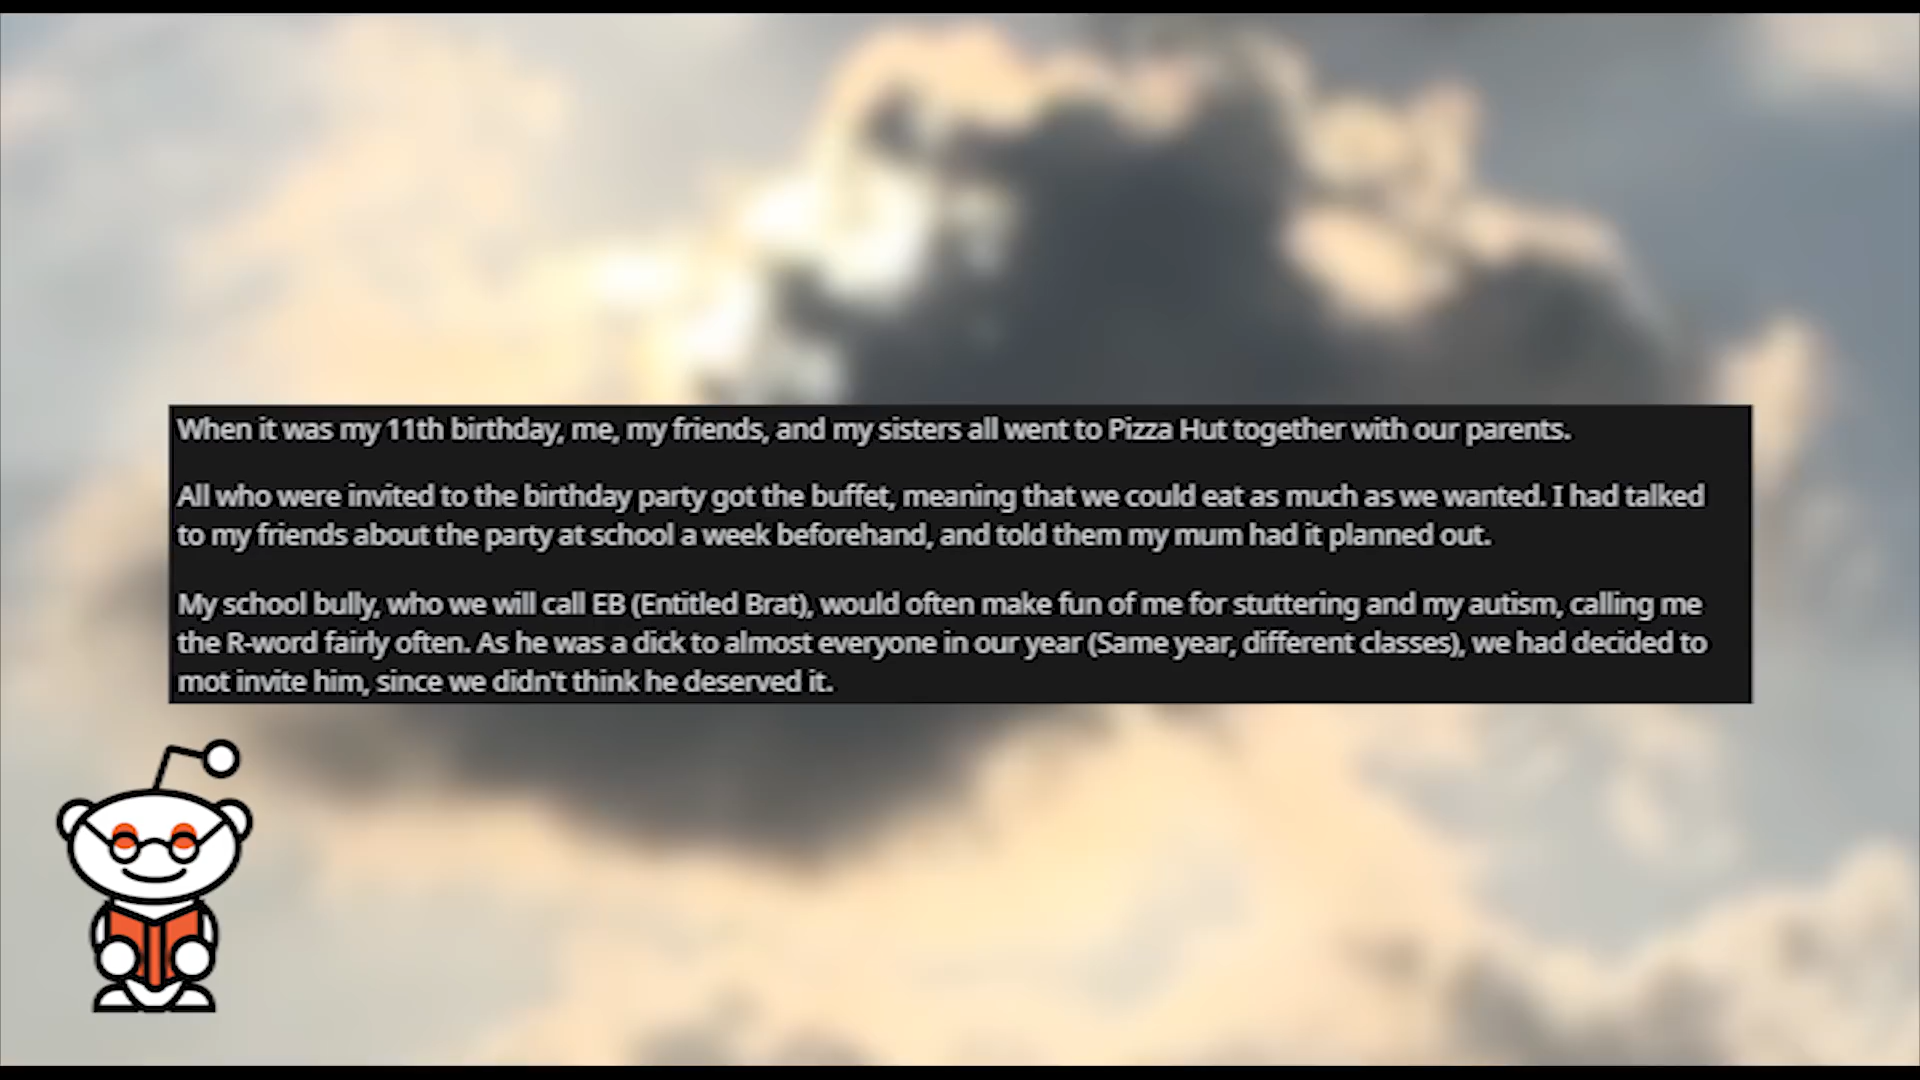 When it was my 11th birthday, me, my friends, and my sisters all went to Pizza Hut together with our parents.
All who were invited to the birthday party got the buffet, meaning that we could eat as much as we wanted. I had talked
to my friends about the party at school a week beforehand, and told them my mum had it planned out.
My school bully, who we will call EB (Entitled Brat), would often make fun of me for stuttering and my autism, calling me
the R-word fairly often. As he was a dick to almost everyone in our year (Same year, different classes), we had decided to
mot invite him, since we didn't think he deserved it.